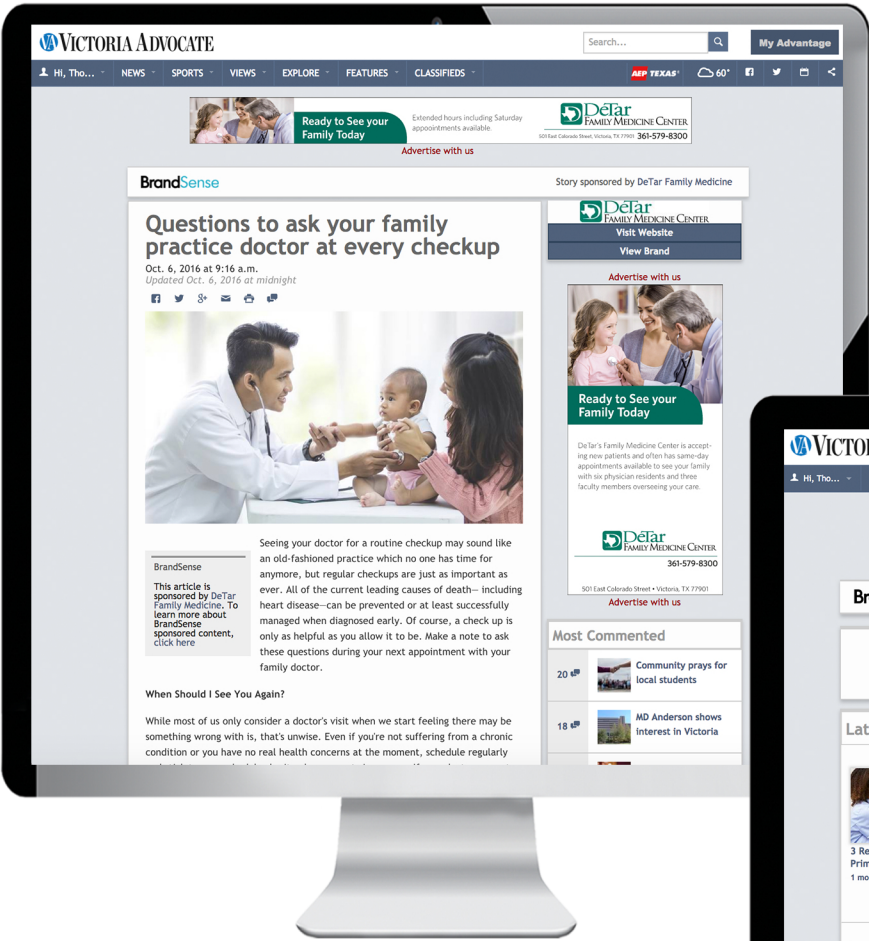 VICTORIA ADVOCATE
Search...
My Advantage
Hi, Tho...
NEWS
SPORTS
VIEWS
EXPLORE
FEATURES
CLASSIFIEDS
AEP TEXAS
60°
Ready to See your
Family Today
Extended hours including Saturday
appointments available.
DeTar
FAMILY MEDICINE CENTER
501 East Colorado Street, Victoria, TX 77901 361-579-8300
Advertise with us
BrandSense
Story sponsored by DeTar Family Medicine
Questions to ask your family
practice doctor at every checkup
Oct. 6, 2016 at 9:16 a.m.
Updated Oct. 6, 2016 at midnight
BrandSense
This article is
sponsored by DeTar
Family Medicine. To
learn more about
BrandSense
sponsored content,
click here
Seeing your doctor for a routine checkup may sound like
an old-fashioned practice which no one has time for
anymore, but regular checkups are just as important as
ever. All of the current leading causes of death— including
heart disease—can be prevented or at least successfully
managed when diagnosed early. Of course, a check up is
only as helpful as you allow it to be. Make a note to ask
these questions during your next appointment with your
family doctor.
When Should I See You Again?
While most of us only consider a doctor's visit when we start feeling there may be
something wrong with is, that's unwise. Even if you're not suffering from a chronic
condition or you have no real health concerns at the moment, schedule regularly
DeTar
FAMILY MEDICINE CENTER
Visit Website
View Brand
Advertise with us
Ready to See your
Family Today
DeTar's Family Medicine Center is accept-
ing new patients and often has same-day
appointments available to see your family
with six physician residents and three
faculty members overseeing your care.
DeTar
FAMILY MEDICINE CENTER
361-579-8300
501 East Colorado Street • Victoria, TX 77901
Advertise with us
Most Commented
20
Community prays for
local students
18
MD Anderson shows
interest in Victoria
VICTO
Hi, Tho...
Br
Lat
3 Re
Prim
1 mo